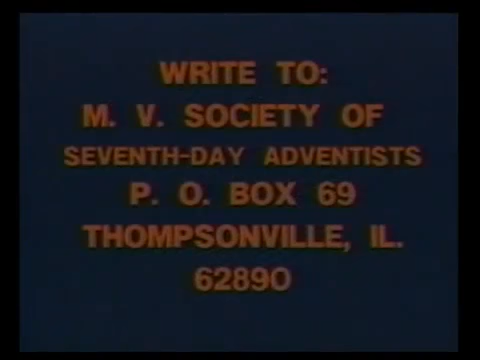 WRITE TO:
M. V. SOCIETY OF
SEVENTH-DAY ADVENTISTS
P. O. BOX 69
THOMPSONVILLE, IL.
62890